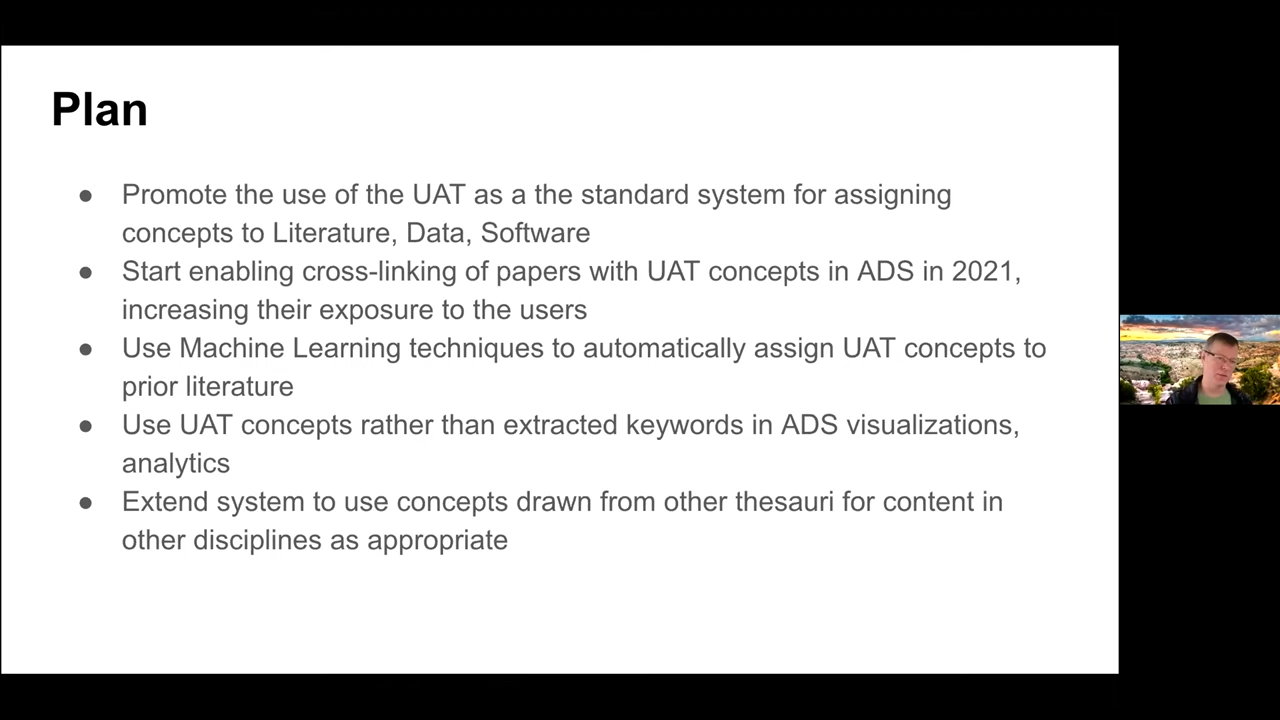 Plan
● Promote the use of the UAT as a the standard system for assigning
concepts to Literature, Data, Software
● Start enabling cross-linking of papers with UAT concepts in ADS in 2021,
increasing their exposure to the users
● Use Machine Learning techniques to automatically assign UAT concepts to
prior literature
● Use UAT concepts rather than extracted keywords in ADS visualizations,
analytics
● Extend system to use concepts drawn from other thesauri for content in
other disciplines as appropriate